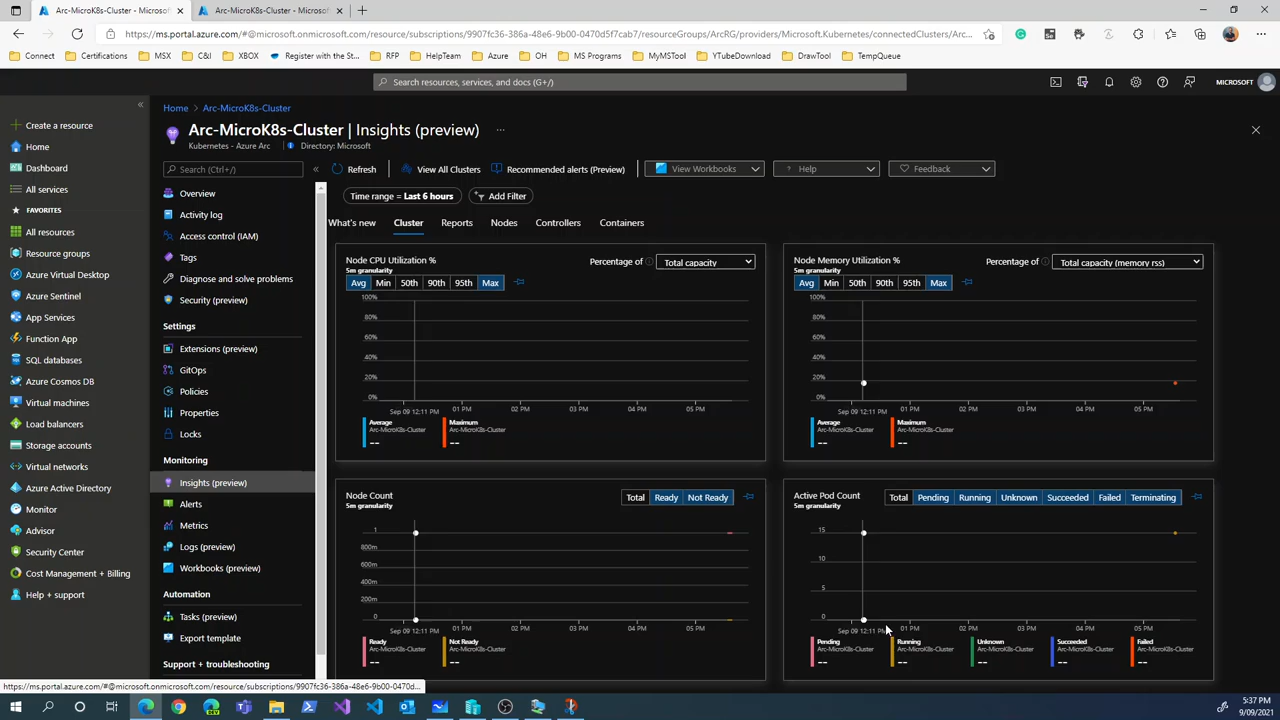 Arc-MicroK8s-Cluster - Microsoft
Arc-MicroK8s-Cluster - Microsoft
https://ms.portal.azure.com/#@microsoft.onmicrosoft.com/resource/subscriptions/9907fc36-386a-48e6-9b00-0470d5f7cab7/resourceGroups/ArcRG/providers/Microsoft.Kubernetes/connectedClusters/Arc...
Connect Certifications MSX C&I XBOX Register with the St... RFP HelpTeam Azure OH MS Programs MyMSTool YTubeDownload DrawTool TempQueue
Search resources, services, and docs (G+/)
MICROSOFT
Create a resource
Home
Dashboard
All services
FAVORITES
All resources
Resource groups
Azure Virtual Desktop
Azure Sentinel
App Services
Function App
SQL databases
Azure Cosmos DB
Virtual machines
Load balancers
Storage accounts
Virtual networks
Azure Active Directory
Monitor
Advisor
Security Center
Cost Management + Billing
Help + support
Home > Arc-MicroK8s-Cluster
Arc-MicroK8s-Cluster | Insights (preview) ...
Kubernetes - Azure Arc Directory: Microsoft
Search (Ctrl+/)
Overview
Activity log
Access control (IAM)
Tags
Diagnose and solve problems
Security (preview)
Settings
Extensions (preview)
GitOps
Policies
Properties
Locks
Monitoring
Insights (preview)
Alerts
Metrics
Logs (preview)
Workbooks (preview)
Automation
Tasks (preview)
Export template
Support + troubleshooting
Refresh View All Clusters Recommended alerts (Preview) View Workbooks ? Help Feedback
Time range = Last 6 hours Add Filter
What's new Cluster Reports Nodes Controllers Containers
Node CPU Utilization %
5m granularity
Percentage of Total capacity
Avg Min 50th 90th 95th Max
100%
80%
60%
40%
20%
0%
Sep 09 12:11 PM 01 PM 02 PM 03 PM 04 PM 05 PM
Average Maximum
Arc-MicroK8s-Cluster Arc-MicroK8s-Cluster
-- --
Node Memory Utilization %
5m granularity
Percentage of Total capacity (memory rss)
Avg Min 50th 90th 95th Max
100%
80%
60%
40%
20%
0%
Sep 09 12:11 PM 01 PM 02 PM 03 PM 04 PM 05 PM
Average Maximum
Arc-MicroK8s-Cluster Arc-MicroK8s-Cluster
-- --
Node Count
5m granularity
Total Ready Not Ready
1
800m
600m
400m
200m
0
Sep 09 12:11 PM 01 PM 02 PM 03 PM 04 PM 05 PM
Ready Not Ready
Arc-MicroK8s-Cluster Arc-MicroK8s-Cluster
-- --
Active Pod Count
5m granularity
Total Pending Running Unknown Succeeded Failed Terminating
15
10
5
0
Sep 09 12:11 PM 01 PM 02 PM 03 PM 04 PM 05 PM
Pending Running Unknown Succeeded Failed
Arc-MicroK8s-Cluster Arc-MicroK8s-Cluster Arc-MicroK8s-Cluster Arc-MicroK8s-Cluster Arc-MicroK8s-Cluster
-- -- -- -- --
https://ms.portal.azure.com/#@microsoft.onmicrosoft.com/resource/subscriptions/9907fc36-386a-48e6-9b00-0470d...
5:37 PM
9/09/2021